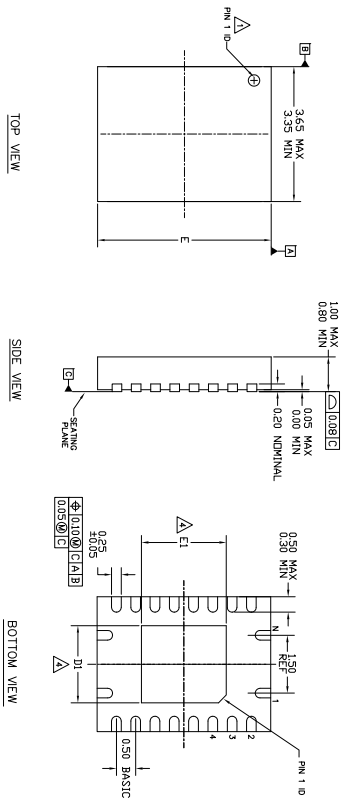 1
PIN 1 ID
B
3.65 MAX
3.35 MIN
E
A
TOP VIEW
1.00 MAX
0.80 MIN
0.08 C
0.05 MAX
0.00 MIN
0.20 NOMINAL
C
SEATING
PLANE
SIDE VIEW
0.50 MAX
0.30 MIN
1.50
REF
N
1
PIN 1 ID
2
3
4
4
E1
D1
4
0.25
±0.05
0.10 Ⓜ C A B
0.05 Ⓜ C
0.50 BASIC
BOTTOM VIEW